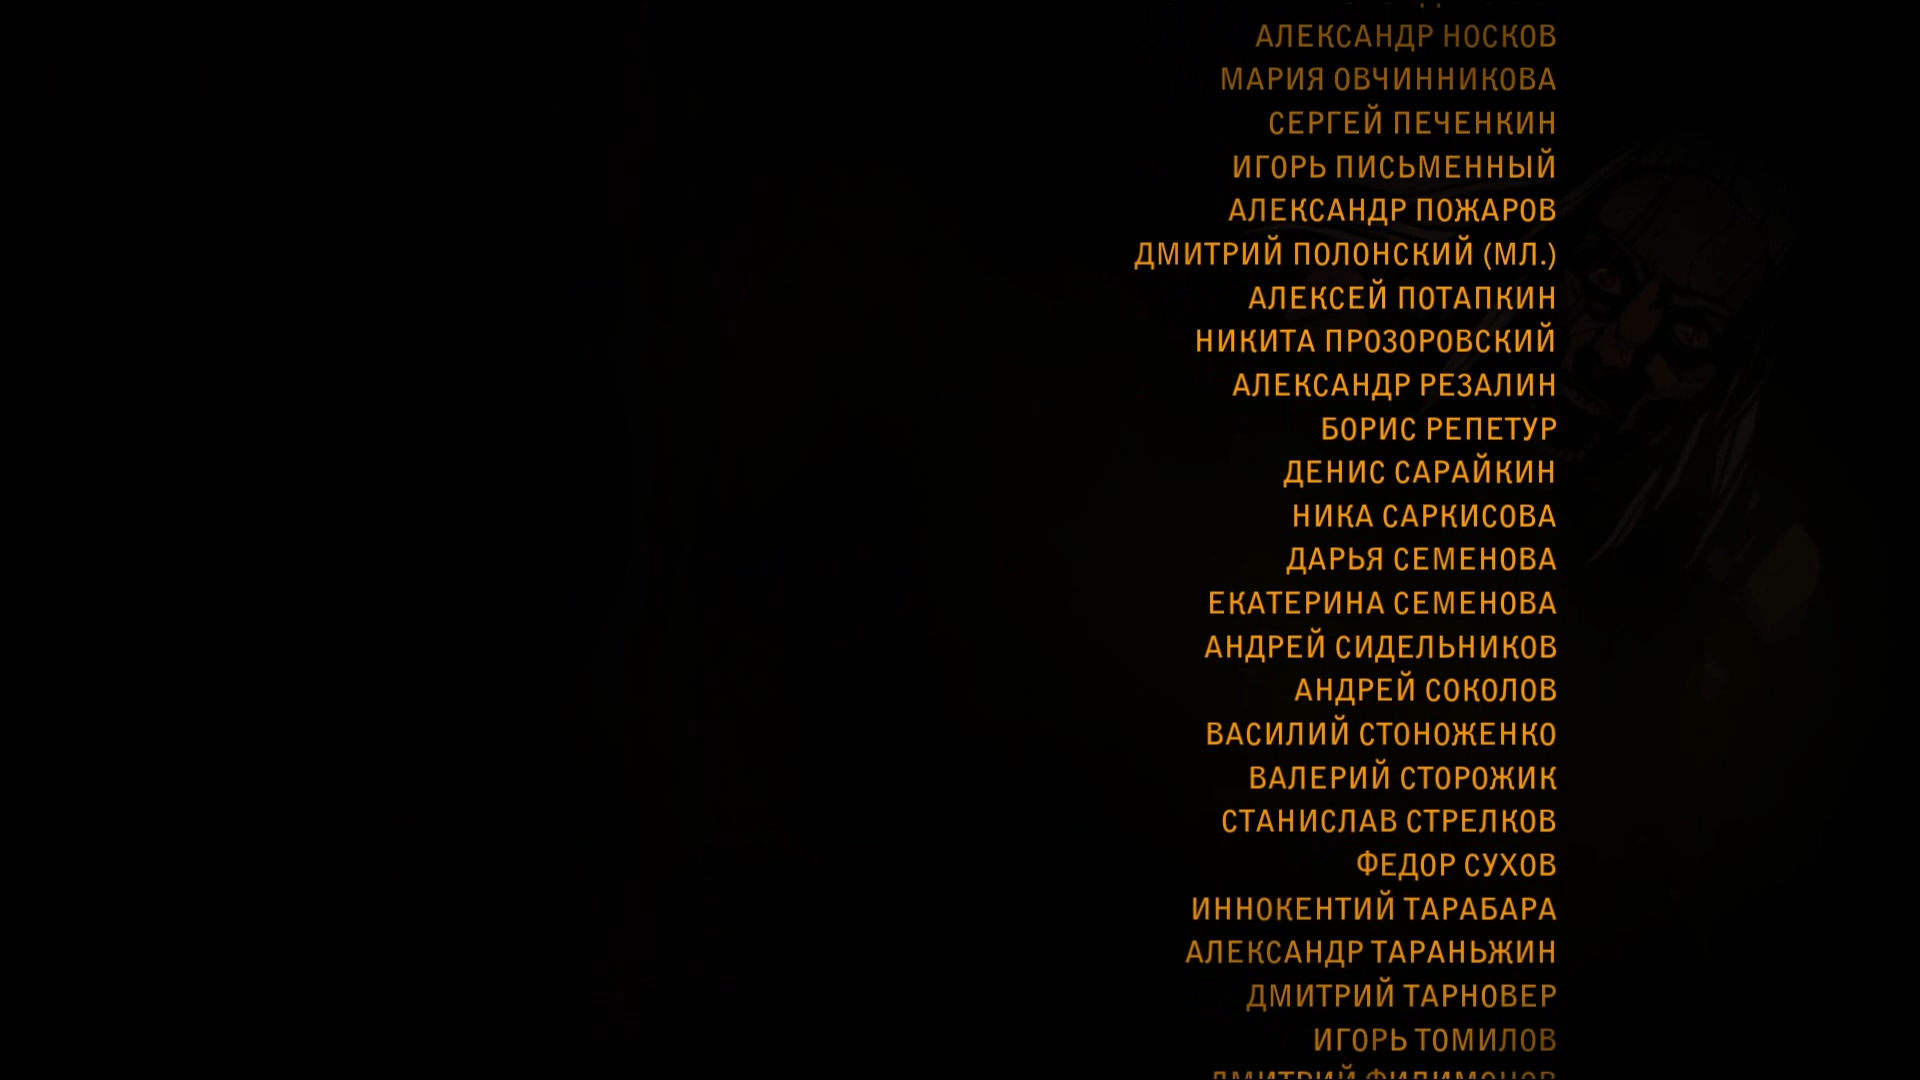 АЛЕКСАНДР НОСКОВ
МАРИЯ ОВЧИННИКОВА
СЕРГЕЙ ПЕЧЕНКИН
ИГОРЬ ПИСЬМЕННЫЙ
АЛЕКСАНДР ПОЖАРОВ
ДМИТРИЙ ПОЛОНСКИЙ (МЛ.)
АЛЕКСЕЙ ПОТАПКИН
НИКИТА ПРОЗОРОВСКИЙ
АЛЕКСАНДР РЕЗАЛИН
БОРИС РЕПЕТУР
ДЕНИС САРАЙКИН
НИКА САРКИСОВА
ДАРЬЯ СЕМЕНОВА
ЕКАТЕРИНА СЕМЕНОВА
АНДРЕЙ СИДЕЛЬНИКОВ
АНДРЕЙ СОКОЛОВ
ВАСИЛИЙ СТОНОЖЕНКО
ВАЛЕРИЙ СТОРОЖИК
СТАНИСЛАВ СТРЕЛКОВ
ФЕДОР СУХОВ
ИННОКЕНТИЙ ТАРАБАРА
АЛЕКСАНДР ТАРАНЬЖИН
ДМИТРИЙ ТАРНОВЕР
ИГОРЬ ТОМИЛОВ
ДМИТРИЙ ФИЛИМОНОВ